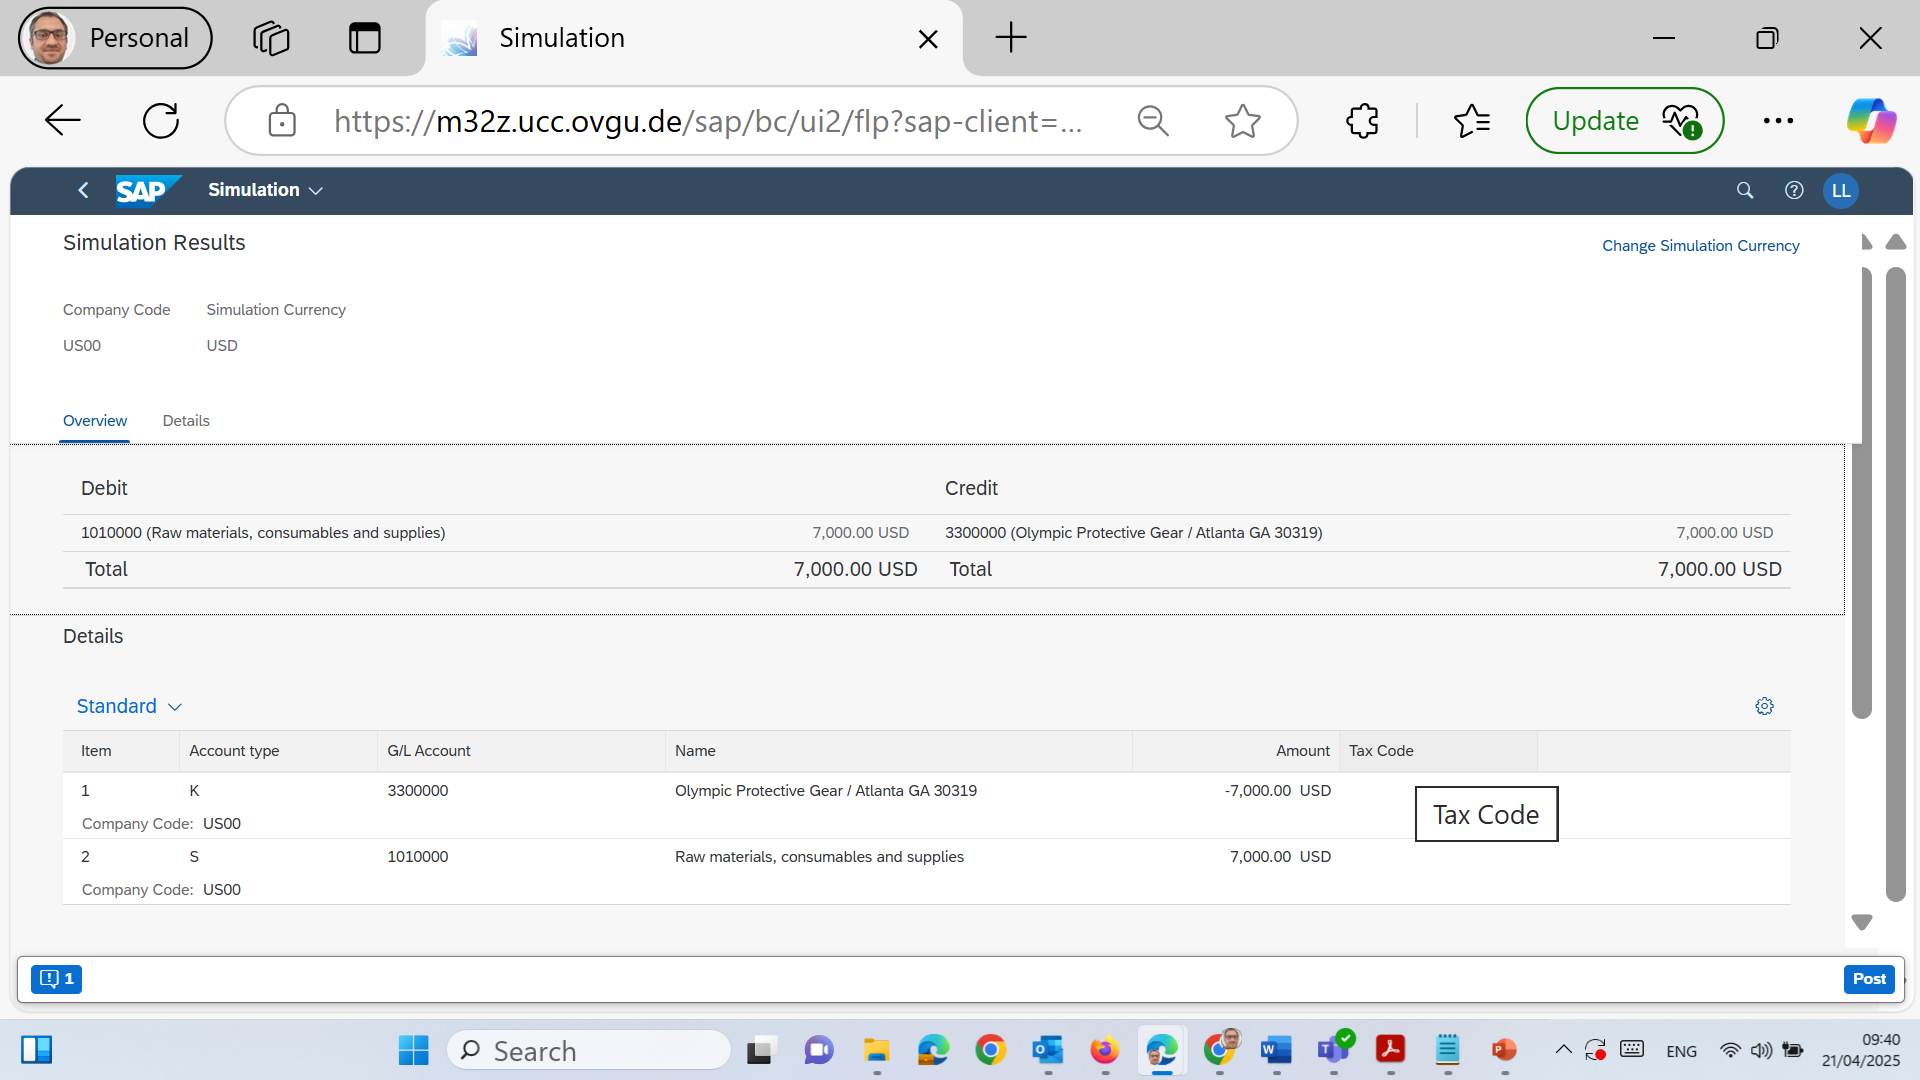 Personal
Simulation
https://m32z.ucc.ovgu.de/sap/bc/ui2/flp?sap-client=...
Update
SAP
Simulation
LL
Simulation Results
Change Simulation Currency
Company Code Simulation Currency
US00 USD
Overview Details
Debit Credit
1010000 (Raw materials, consumables and supplies) 7,000.00 USD 3300000 (Olympic Protective Gear / Atlanta GA 30319) 7,000.00 USD
Total 7,000.00 USD Total 7,000.00 USD
Details
Standard
Item Account type G/L Account Name Amount Tax Code
1 K 3300000 Olympic Protective Gear / Atlanta GA 30319 -7,000.00 USD
Tax Code
Company Code: US00
2 S 1010000 Raw materials, consumables and supplies 7,000.00 USD
Company Code: US00
1
Post
Search
ENG
09:40
21/04/2025